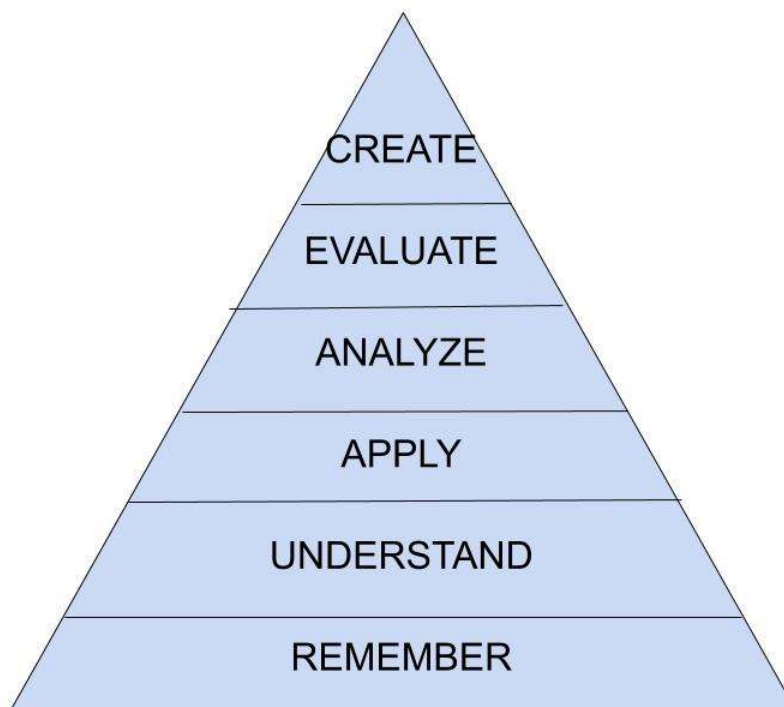 CREATE
EVALUATE
ANALYZE
APPLY
UNDERSTAND
REMEMBER